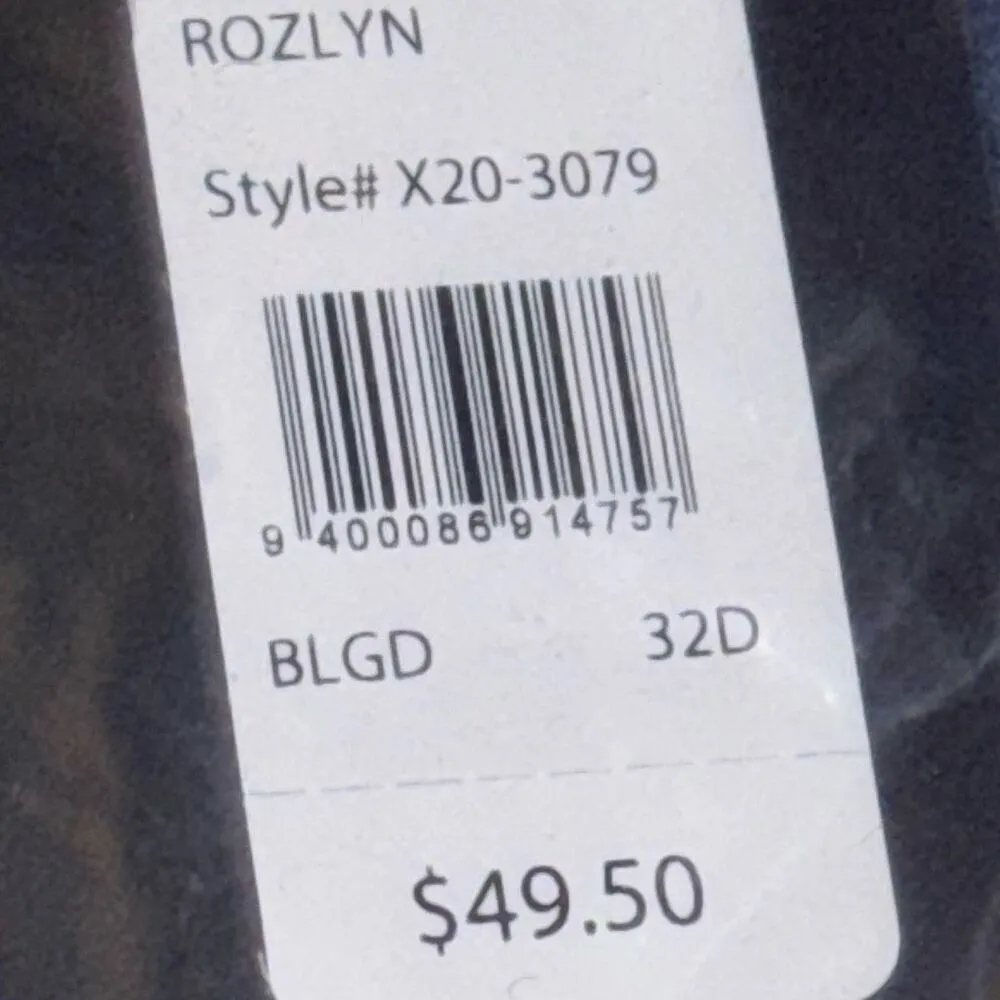 ROZLYN
Style# X20-3079
9 400086 914757
BLGD 32D
$49.50